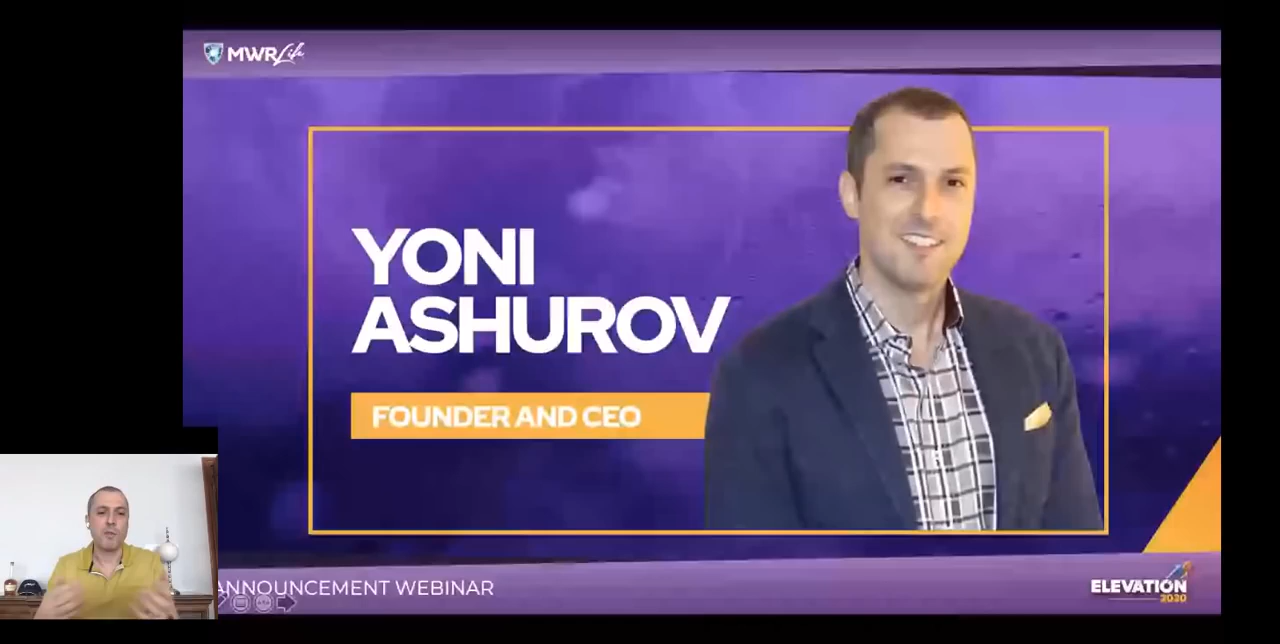 MWRLife
YONI
ASHUROV
FOUNDER AND CEO
ANNOUNCEMENT WEBINAR
ELEVATION
2020